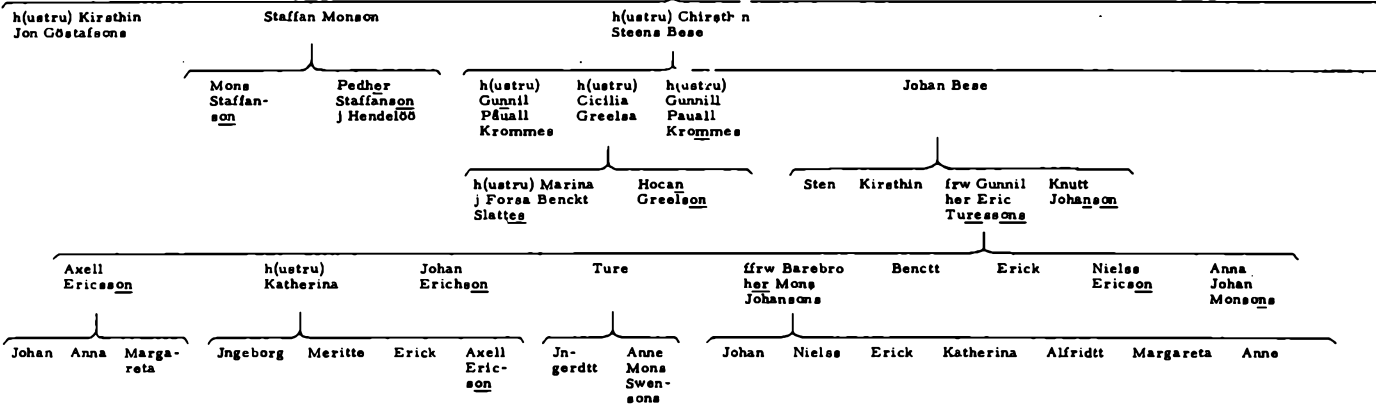 h(ustru) Kirsthin
Jon Göstafsons
Staffan Monson
h(ustru) Chirsthin
Steens Bese
Mons
Staffan-
son
Pedher
Staffanson
j Hendelöö
h(ustru)
Gunnil
Påuall
Krommes
h(ustru)
Cicilia
Greelsa
h(ustru)
Gunnill
Pauall
Krommes
Johan Bese
h(ustru) Marina
j Forsa Benckt
Slattes
Hocan
Greelson
Sten
Kirsthin
frw Gunnil
her Eric
Turessons
Knutt
Johanson
Axell
Ericsson
h(ustru)
Katherina
Johan
Erichson
Ture
ffrw Barebro
her Mons
Johansons
Benctt
Erick
Nielss
Ericson
Anna
Johan
Monsons
Johan
Anna
Marga-
reta
Jngeborg
Meritte
Erick
Axell
Eric-
son
Jn-
gerdtt
Anne
Mons
Swen-
sons
Johan
Nielss
Erick
Katherina
Alfridtt
Margareta
Anne